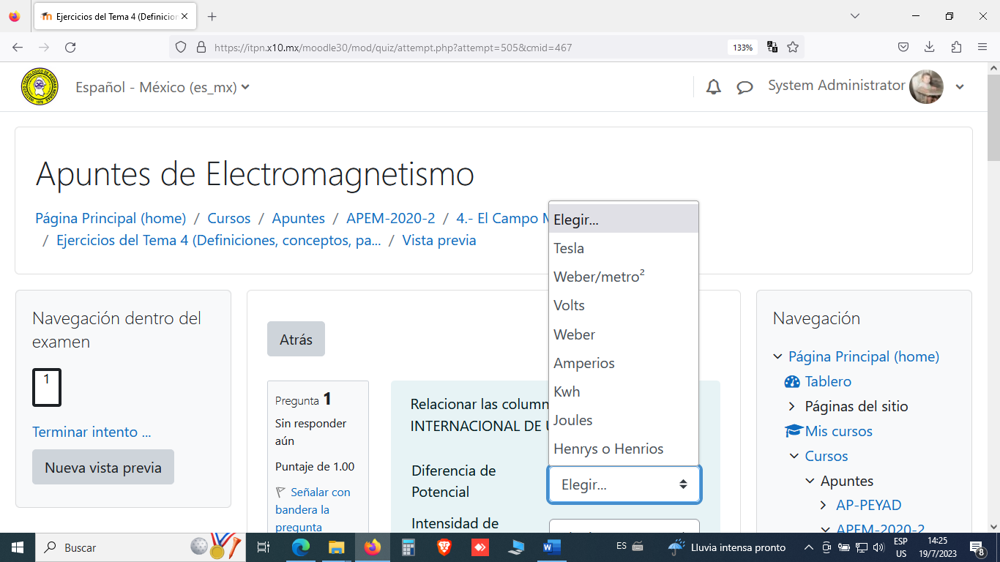 Ejercicios del Tema 4 (Definicion
https://itpn.x10.mx/moodle30/mod/quiz/attempt.php?attempt=505&cmid=467
133%
Español - México (es_mx)
System Administrator
Apuntes de Electromagnetismo
Página Principal (home) / Cursos / Apuntes / APEM-2020-2 / 4.- El Campo M
/ Ejercicios del Tema 4 (Definiciones, conceptos, pa... / Vista previa
Elegir...
Tesla
Weber/metro²
Volts
Weber
Amperios
Kwh
Joules
Henrys o Henrios
Navegación dentro del
examen
1
Terminar intento ...
Nueva vista previa
Atrás
Pregunta 1
Sin responder
aún
Puntaje de 1.00
Señalar con
bandera la
pregunta
Relacionar las column
INTERNACIONAL DE U
Diferencia de
Potencial
Elegir...
Intensidad de
Navegación
Página Principal (home)
Tablero
Páginas del sitio
Mis cursos
Cursos
Apuntes
AP-PEYAD
APEM-2020-2
Buscar
ES
Lluvia intensa pronto
ESP
US
14:25
19/7/2023
8